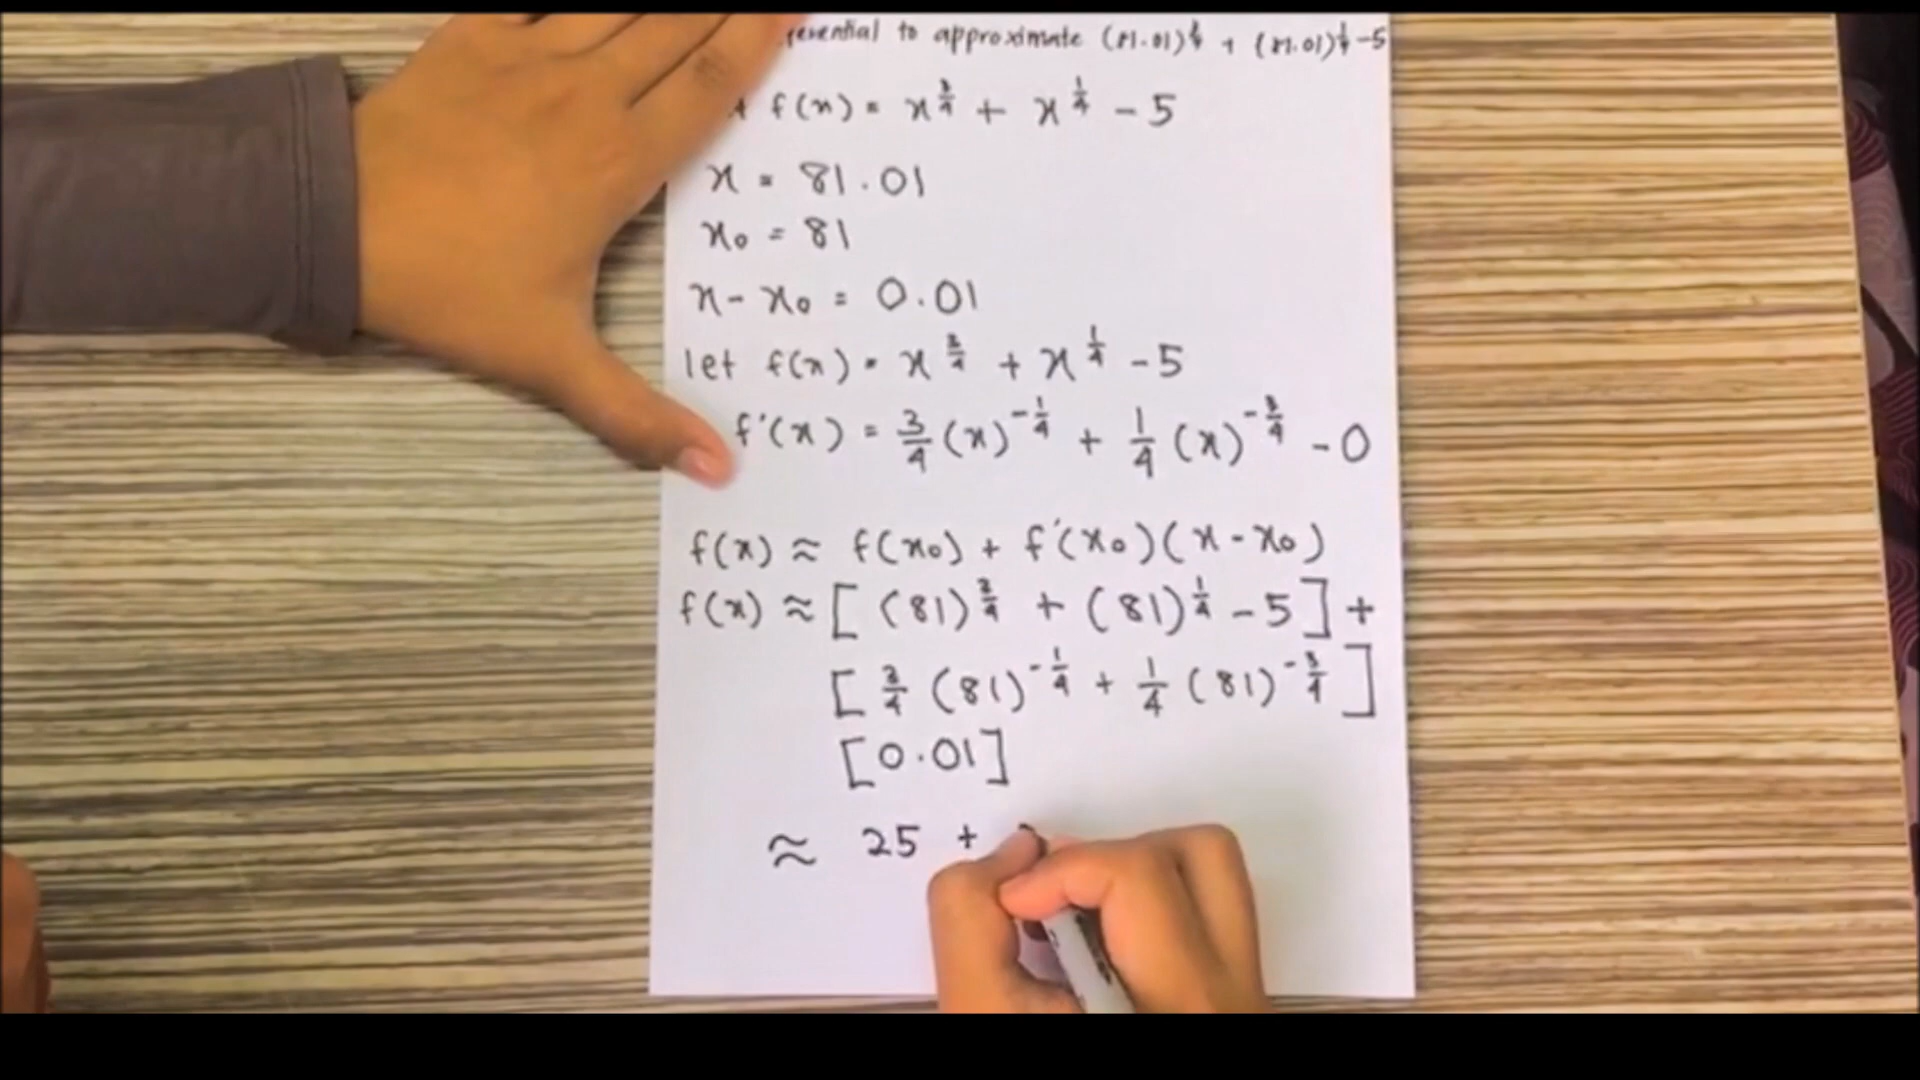 to approximate (81.01)^¾ + (81.01)^¼ - 5
f(x) = x^¾ + x^¼ - 5
x = 81.01
x₀ = 81
x - x₀ = 0.01
let f(x) = x^¾ + x^¼ - 5
f'(x) = ¾ (x)^-¼ + ¼ (x)^-¾ - 0
f(x) ≈ f(x₀) + f'(x₀)(x - x₀)
f(x) ≈ [(81)^¾ + (81)^¼ - 5] +
[¾ (81)^-¼ + ¼ (81)^-¾]
[0.01]
≈ 25 +